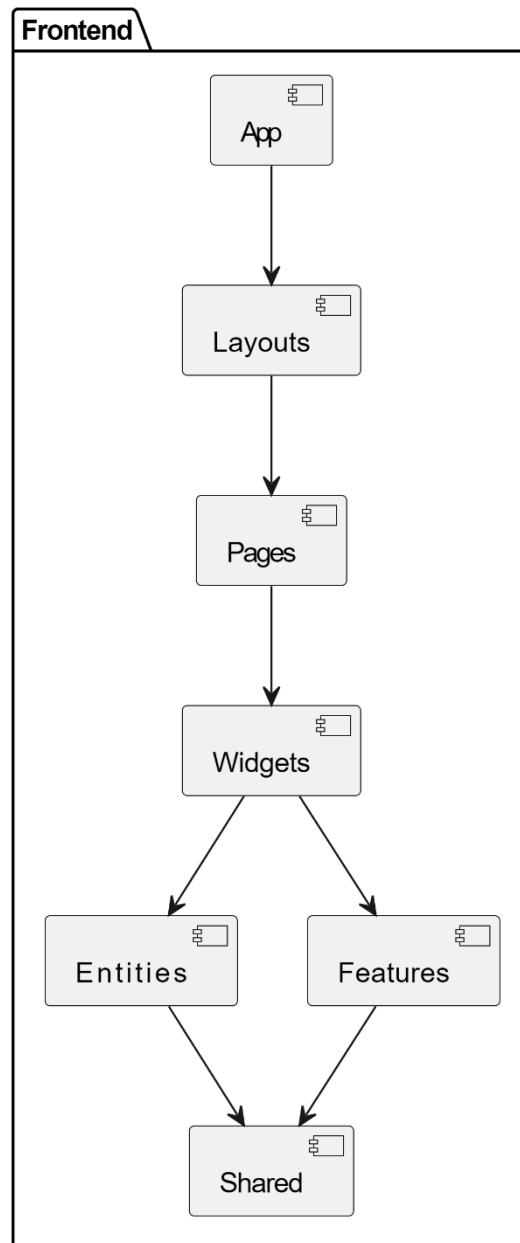 Frontend
App
Layouts
Pages
Widgets
Entities
Features
Shared